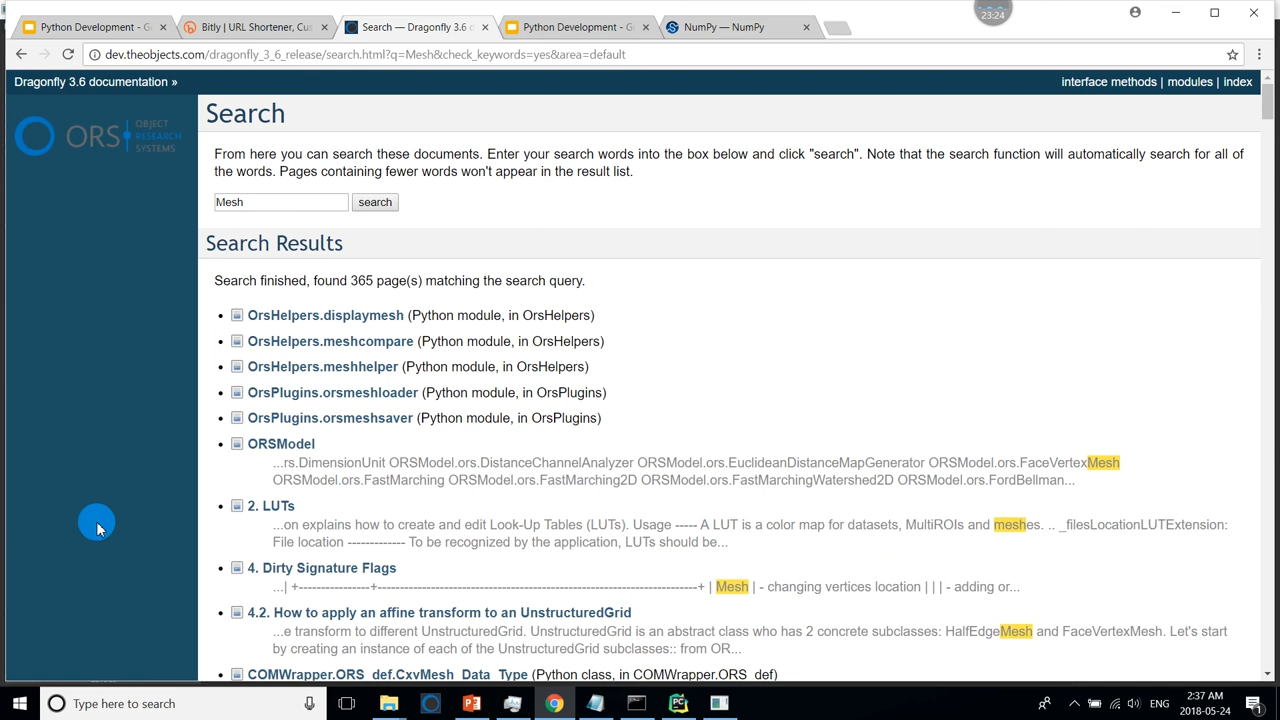 23:24
Python Development - G
Bitly | URL Shortener, Cus
Search — Dragonfly 3.6 d
Python Development - G
NumPy — NumPy
dev.theobjects.com/dragonfly_3_6_release/search.html?q=Mesh&check_keywords=yes&area=default
Dragonfly 3.6 documentation »
interface methods | modules | index
ORS OBJECT RESEARCH SYSTEMS
Search
From here you can search these documents. Enter your search words into the box below and click "search". Note that the search function will automatically search for all of
the words. Pages containing fewer words won't appear in the result list.
Mesh search
Search Results
Search finished, found 365 page(s) matching the search query.
OrsHelpers.displaymesh (Python module, in OrsHelpers)
OrsHelpers.meshcompare (Python module, in OrsHelpers)
OrsHelpers.meshhelper (Python module, in OrsHelpers)
OrsPlugins.orsmeshloader (Python module, in OrsPlugins)
OrsPlugins.orsmeshsaver (Python module, in OrsPlugins)
ORSModel
...rs.DimensionUnit ORSModel.ors.DistanceChannelAnalyzer ORSModel.ors.EuclideanDistanceMapGenerator ORSModel.ors.FaceVertexMesh
ORSModel.ors.FastMarching ORSModel.ors.FastMarching2D ORSModel.ors.FastMarchingWatershed2D ORSModel.ors.FordBellman...
2. LUTs
...on explains how to create and edit Look-Up Tables (LUTs). Usage ----- A LUT is a color map for datasets, MultiROIs and meshes. .. _filesLocationLUTExtension:
File location ------------- To be recognized by the application, LUTs should be...
4. Dirty Signature Flags
...| +----------------+-----------------------------------------------------------------------+ | Mesh | - changing vertices location | | | - adding or...
4.2. How to apply an affine transform to an UnstructuredGrid
...e transform to different UnstructuredGrid. UnstructuredGrid is an abstract class who has 2 concrete subclasses: HalfEdgeMesh and FaceVertexMesh. Let's start
by creating an instance of each of the UnstructuredGrid subclasses:: from OR...
COMWrapper.ORS_def.CxvMesh_Data_Type (Python class, in COMWrapper.ORS_def)
Type here to search
ENG
2:37 AM
2018-05-24
1